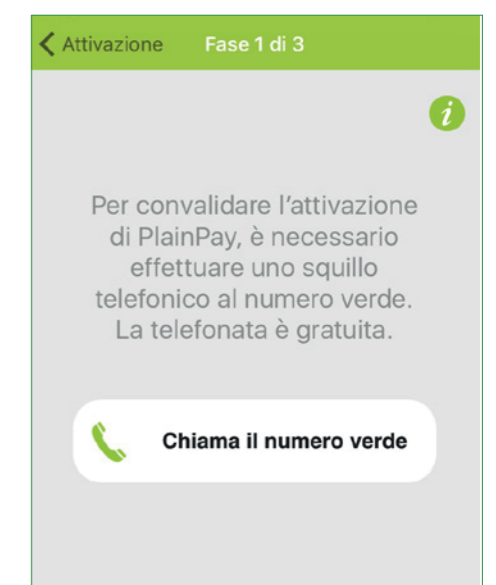 Attivazione Fase 1 di 3
i
Per convalidare l'attivazione
di PlainPay, è necessario
effettuare uno squillo
telefonico al numero verde.
La telefonata è gratuita.
Chiama il numero verde